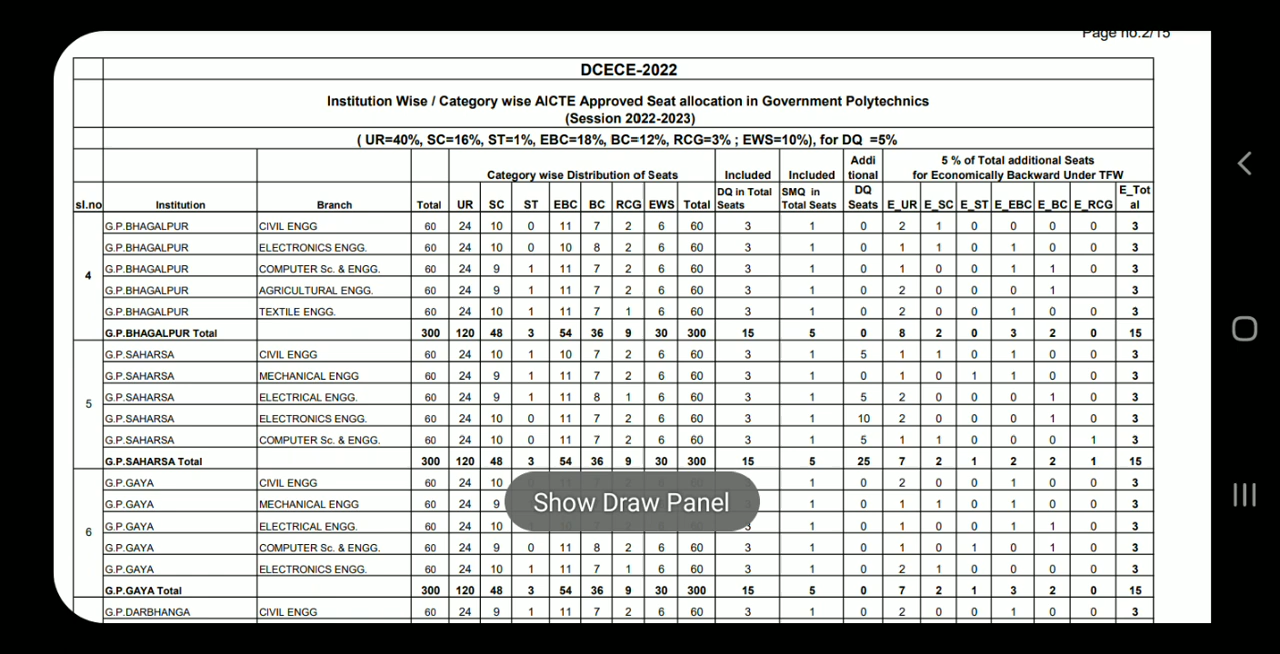 Page no.2/15
DCECE-2022
Institution Wise / Category wise AICTE Approved Seat allocation in Government Polytechnics
(Session 2022-2023)
( UR=40%, SC=16%, ST=1%, EBC=18%, BC=12%, RCG=3% ; EWS=10%), for DQ =5%
Category wise Distribution of Seats Included Included Addi tional 5 % of Total additional Seats for Economically Backward Under TFW
sl.no Institution Branch Total UR SC ST EBC BC RCG EWS Total DQ in Total Seats SMQ in Total Seats DQ Seats E_UR E_SC E_ST E_EBC E_BC E_RCG E_Tot al
4
G.P.BHAGALPUR CIVIL ENGG 60 24 10 0 11 7 2 6 60 3 1 0 2 1 0 0 0 0 3
G.P.BHAGALPUR ELECTRONICS ENGG. 60 24 10 0 10 8 2 6 60 3 1 0 1 1 0 1 0 0 3
G.P.BHAGALPUR COMPUTER Sc. & ENGG. 60 24 9 1 11 7 2 6 60 3 1 0 1 0 0 1 1 0 3
G.P.BHAGALPUR AGRICULTURAL ENGG. 60 24 9 1 11 7 2 6 60 3 1 0 2 0 0 0 1 3
G.P.BHAGALPUR TEXTILE ENGG. 60 24 10 1 11 7 1 6 60 3 1 0 2 0 0 1 0 0 3
G.P.BHAGALPUR Total 300 120 48 3 54 36 9 30 300 15 5 0 8 2 0 3 2 0 15
5
G.P.SAHARSA CIVIL ENGG 60 24 10 1 10 7 2 6 60 3 1 5 1 1 0 1 0 0 3
G.P.SAHARSA MECHANICAL ENGG 60 24 9 1 11 7 2 6 60 3 1 0 1 0 1 1 0 0 3
G.P.SAHARSA ELECTRICAL ENGG. 60 24 9 1 11 8 1 6 60 3 1 5 2 0 0 0 1 0 3
G.P.SAHARSA ELECTRONICS ENGG. 60 24 10 0 11 7 2 6 60 3 1 10 2 0 0 0 1 0 3
G.P.SAHARSA COMPUTER Sc. & ENGG. 60 24 10 0 11 7 2 6 60 3 1 5 1 1 0 0 0 1 3
G.P.SAHARSA Total 300 120 48 3 54 36 9 30 300 15 5 25 7 2 1 2 2 1 15
6
G.P.GAYA CIVIL ENGG 60 24 10 1 0 2 0 0 1 0 0 3
G.P.GAYA MECHANICAL ENGG 60 24 9 1 0 1 1 0 1 0 0 3
Show Draw Panel
G.P.GAYA ELECTRICAL ENGG. 60 24 10 3 1 0 1 0 0 1 1 0 3
G.P.GAYA COMPUTER Sc. & ENGG. 60 24 9 0 11 8 2 6 60 3 1 0 1 0 1 0 1 0 3
G.P.GAYA ELECTRONICS ENGG. 60 24 10 1 11 7 1 6 60 3 1 0 2 1 0 0 0 0 3
G.P.GAYA Total 300 120 48 3 54 36 9 30 300 15 5 0 7 2 1 3 2 0 15
G.P.DARBHANGA CIVIL ENGG 60 24 9 1 11 7 2 6 60 3 1 0 2 0 0 1 0 0 3